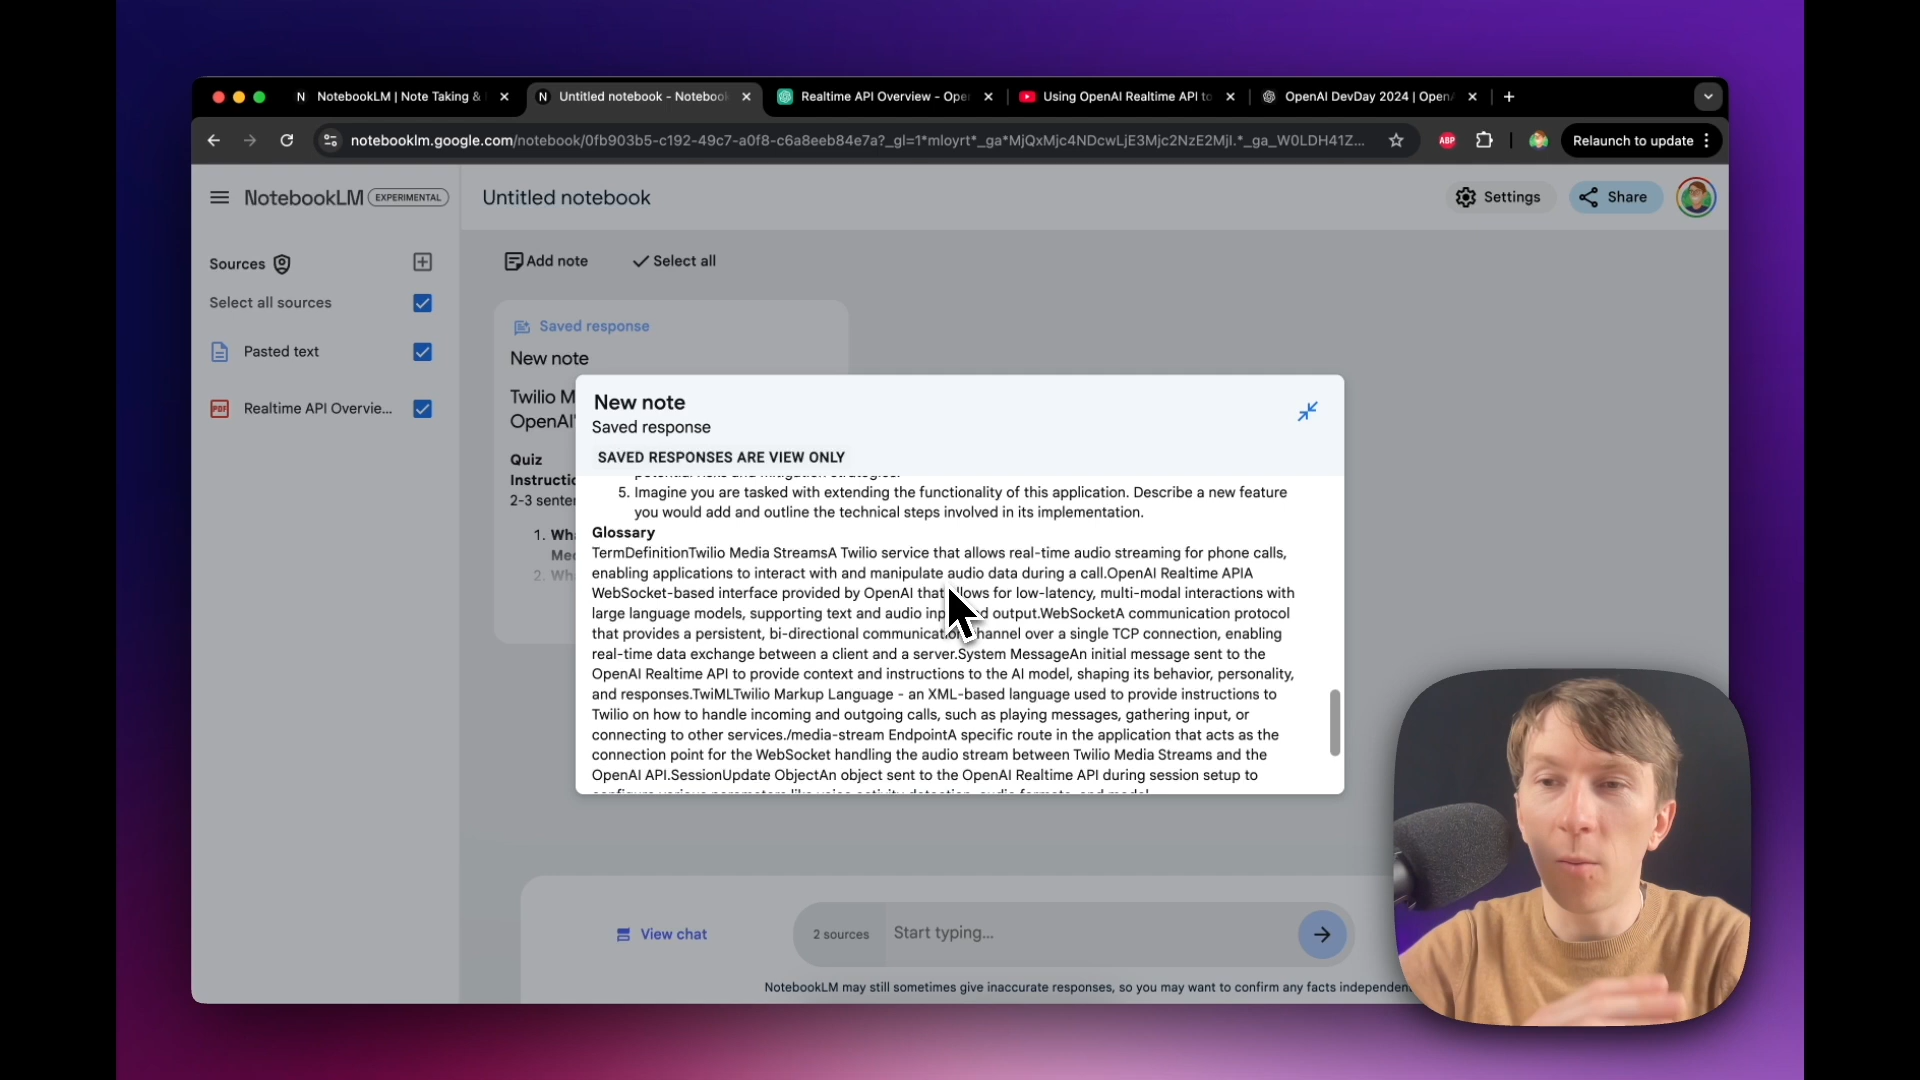 NotebookLM | Note Taking &
Untitled notebook - Notebook
Realtime API Overview - Ope
Using OpenAI Realtime API to
OpenAI DevDay 2024 | Open
notebooklm.google.com/notebook/0fb903b5-c192-49c7-a0f8-c6a8eeb84e7a?_gl=1*mloyrt*_ga*MjQxMjc4NDcwLjE3Mjc2NzE2MjI.*_ga_W0LDH41Z...
ABP
Relaunch to update
NotebookLM EXPERIMENTAL
Untitled notebook
Settings
Share
Sources
Select all sources
Pasted text
PDF
Realtime API Overvie...
Add note
Select all
Saved response
New note
Twilio M
OpenAI'
Quiz
Instructio
2-3 senten
1. Wh
Med
2. Wh
New note
Saved response
SAVED RESPONSES ARE VIEW ONLY
5. Imagine you are tasked with extending the functionality of this application. Describe a new feature
you would add and outline the technical steps involved in its implementation.
Glossary
TermDefinitionTwilio Media StreamsA Twilio service that allows real-time audio streaming for phone calls,
enabling applications to interact with and manipulate audio data during a call.OpenAI Realtime APIA
WebSocket-based interface provided by OpenAI that allows for low-latency, multi-modal interactions with
large language models, supporting text and audio input and output.WebSocketA communication protocol
that provides a persistent, bi-directional communication channel over a single TCP connection, enabling
real-time data exchange between a client and a server.System MessageAn initial message sent to the
OpenAI Realtime API to provide context and instructions to the AI model, shaping its behavior, personality,
and responses.TwiMLTwilio Markup Language - an XML-based language used to provide instructions to
Twilio on how to handle incoming and outgoing calls, such as playing messages, gathering input, or
connecting to other services./media-stream EndpointA specific route in the application that acts as the
connection point for the WebSocket handling the audio stream between Twilio Media Streams and the
OpenAI API.SessionUpdate ObjectAn object sent to the OpenAI Realtime API during session setup to
View chat
2 sources
Start typing...
NotebookLM may still sometimes give inaccurate responses, so you may want to confirm any facts independen